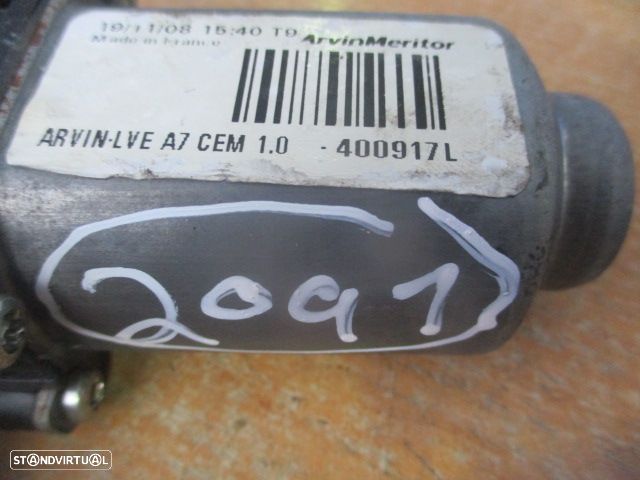 19/11/08 15:40 T9
ArvinMeritor
Made in France
ARVIN-LVE A7 CEM 1.0 - 400917L
2091
STANDVIRTUAL